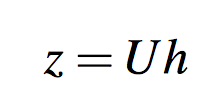 z = Uh